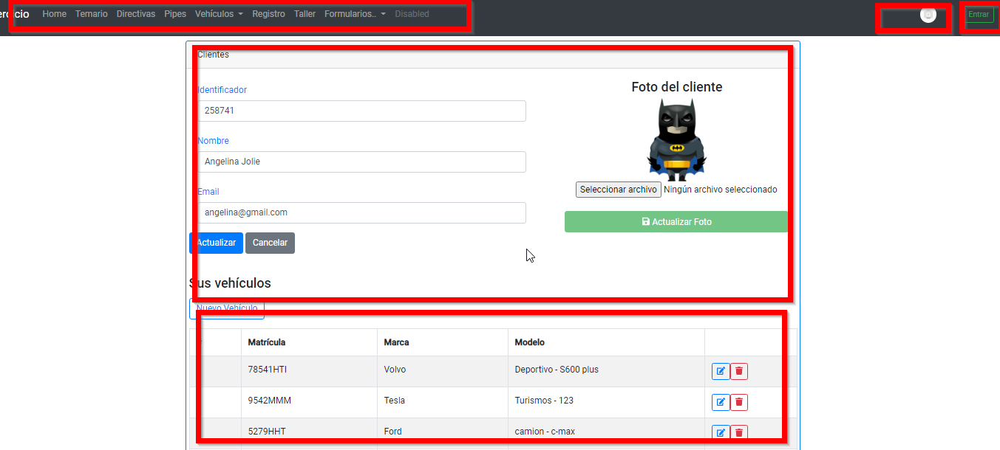 ercicio Home Temario Directivas Pipes Vehículos Registro Taller Formularios.. Disabled Entrar
Clientes
Identificador
258741
Nombre
Angelina Jolie
Email
angelina@gmail.com
Actualizar Cancelar
Foto del cliente
Seleccionar archivo Ningún archivo seleccionado
Actualizar Foto
Sus vehículos
Nuevo Vehículo
Matrícula Marca Modelo
78541HTI Volvo Deportivo - S600 plus
9542MMM Tesla Turismos - 123
5279HHT Ford camion - c-max